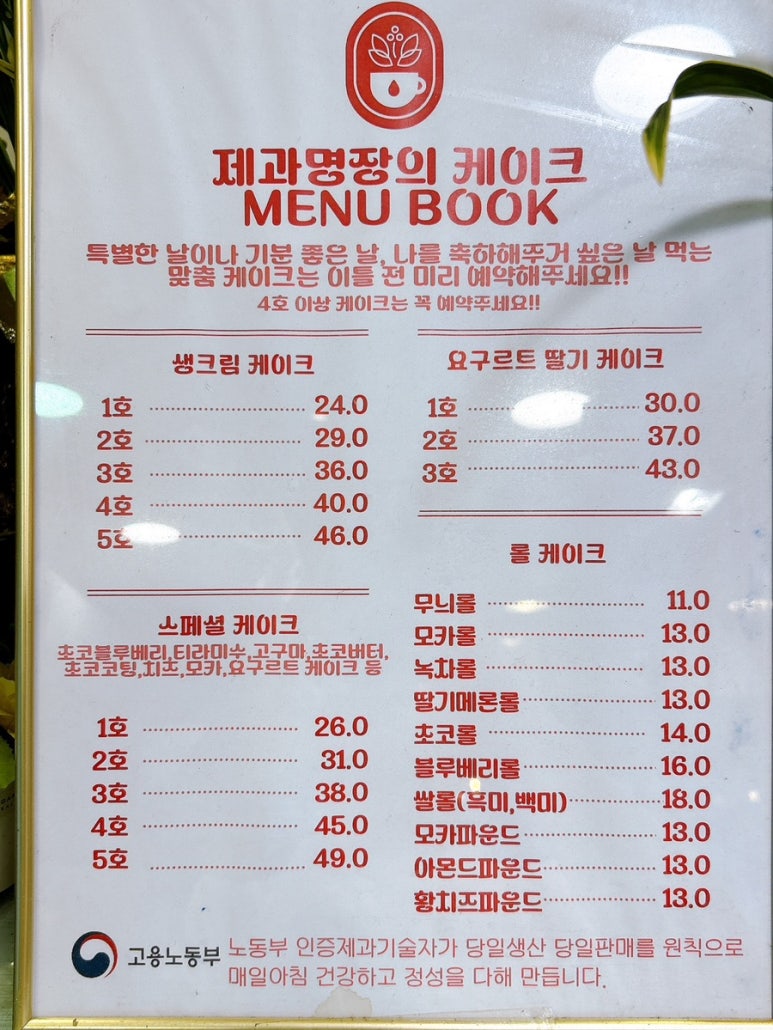 제과명장의 케이크
MENU BOOK
특별한 날이나 기분 좋은 날, 나를 축하해주거 싶은 날 먹는
맞춤 케이크는 이틀 전 미리 예약해주세요!!
4호 이상 케이크는 꼭 예약주세요!!
생크림 케이크
1호 24.0
2호 29.0
3호 36.0
4호 40.0
5호 46.0
스페셜 케이크
초코블루베리,티라미수,고구마,초코버터,
초코코팅,치츠,모카,요구르트 케이크 등
1호 26.0
2호 31.0
3호 38.0
4호 45.0
5호 49.0
요구르트 딸기 케이크
1호 30.0
2호 37.0
3호 43.0
롤 케이크
무늬롤 11.0
모카롤 13.0
녹차롤 13.0
딸기메론롤 13.0
초코롤 14.0
블루베리롤 16.0
쌀롤(흑미,백미) 18.0
모카파운드 13.0
아몬드파운드 13.0
황치즈파운드 13.0
고용노동부
노동부 인증제과기술자가 당일생산 당일판매를 원칙으로
매일아침 건강하고 정성을 다해 만듭니다.